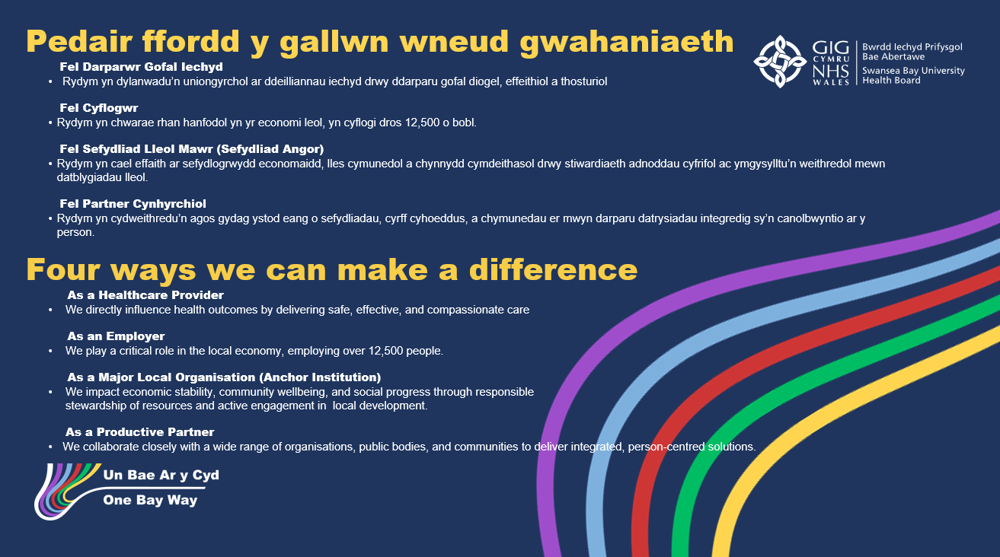 Pedair ffordd y gallwn wneud gwahaniaeth
GIG
CYMRU
NHS
WALES
Bwrdd Iechyd Prifysgol
Bae Abertawe
Swansea Bay University
Health Board
Fel Darparwr Gofal Iechyd
• Rydym yn dylanwadu’n uniongyrchol ar ddeilliannau iechyd drwy ddarparu gofal diogel, effeithiol a thosturiol
Fel Cyflogwr
• Rydym yn chwarae rhan hanfodol yn yr economi leol, yn cyflogi dros 12,500 o bobl.
Fel Sefydliad Lleol Mawr (Sefydliad Angor)
• Rydym yn cael effaith ar sefydlogrwydd economaidd, lles cymunedol a chynnydd cymdeithasol drwy stiwardiaeth adnoddau cyfrifol ac ymgysylltu’n weithredol mewn
datblygiadau lleol.
Fel Partner Cynhyrchiol
• Rydym yn cydweithredu’n agos gydag ystod eang o sefydliadau, cyrff cyhoeddus, a chymunedau er mwyn darparu datrysiadau integredig sy’n canolbwyntio ar y
person.
Four ways we can make a difference
As a Healthcare Provider
• We directly influence health outcomes by delivering safe, effective, and compassionate care
As an Employer
• We play a critical role in the local economy, employing over 12,500 people.
As a Major Local Organisation (Anchor Institution)
• We impact economic stability, community wellbeing, and social progress through responsible
stewardship of resources and active engagement in local development.
As a Productive Partner
• We collaborate closely with a wide range of organisations, public bodies, and communities to deliver integrated, person-centred solutions.
Un Bae Ar y Cyd
One Bay Way